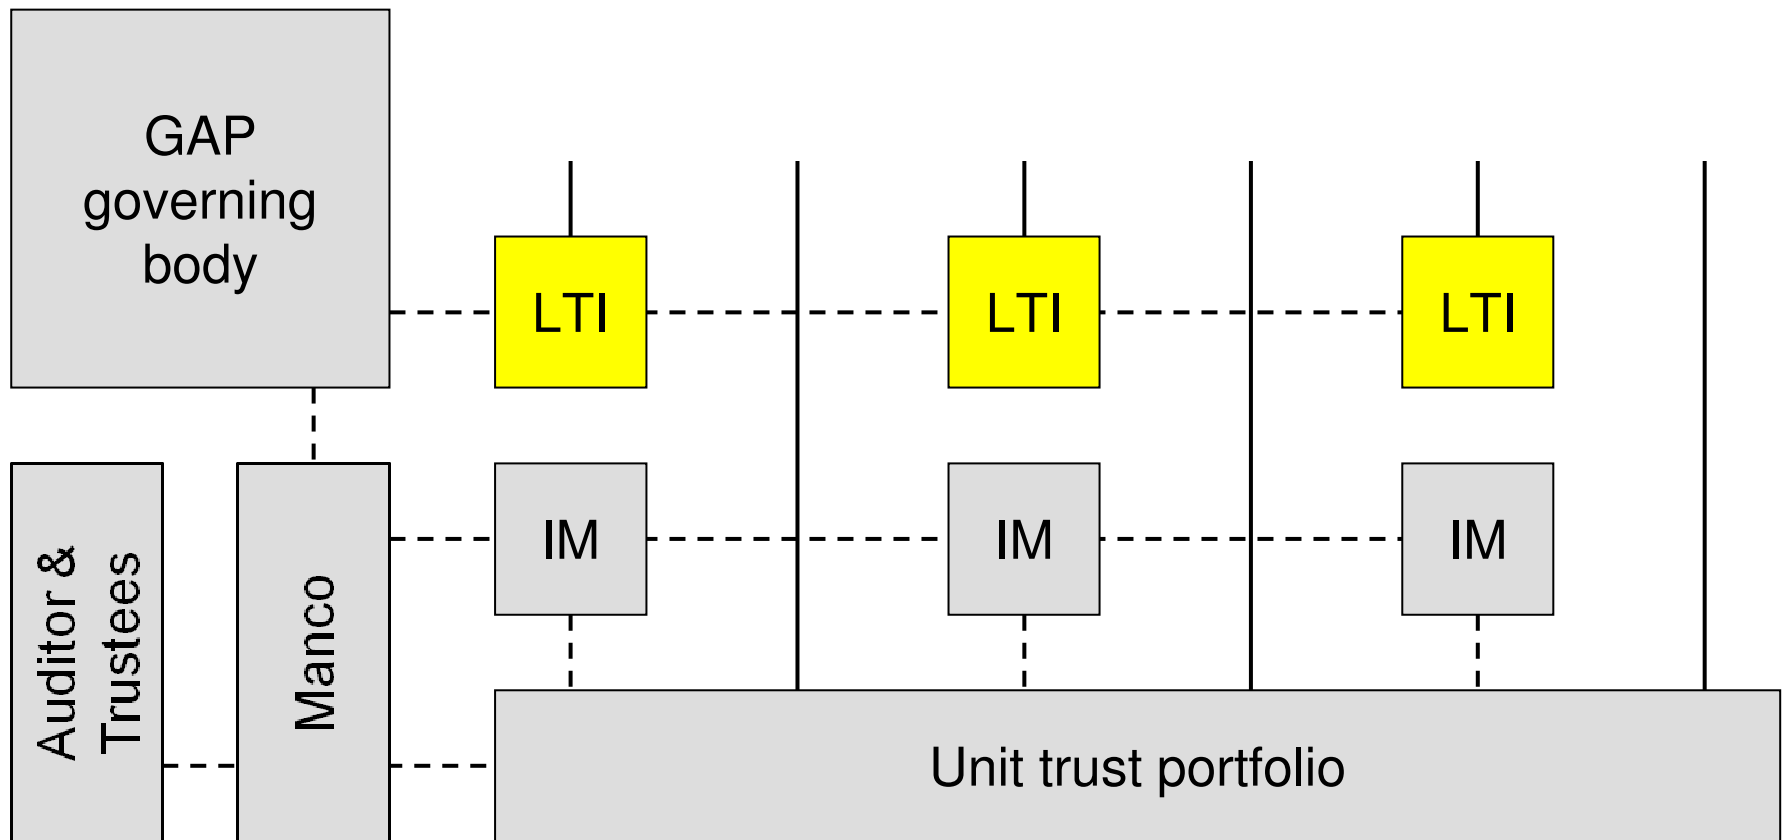 GAP
governing
body
LTI
LTI
LTI
Auditor &
Trustees
Manco
IM
IM
IM
Unit trust portfolio